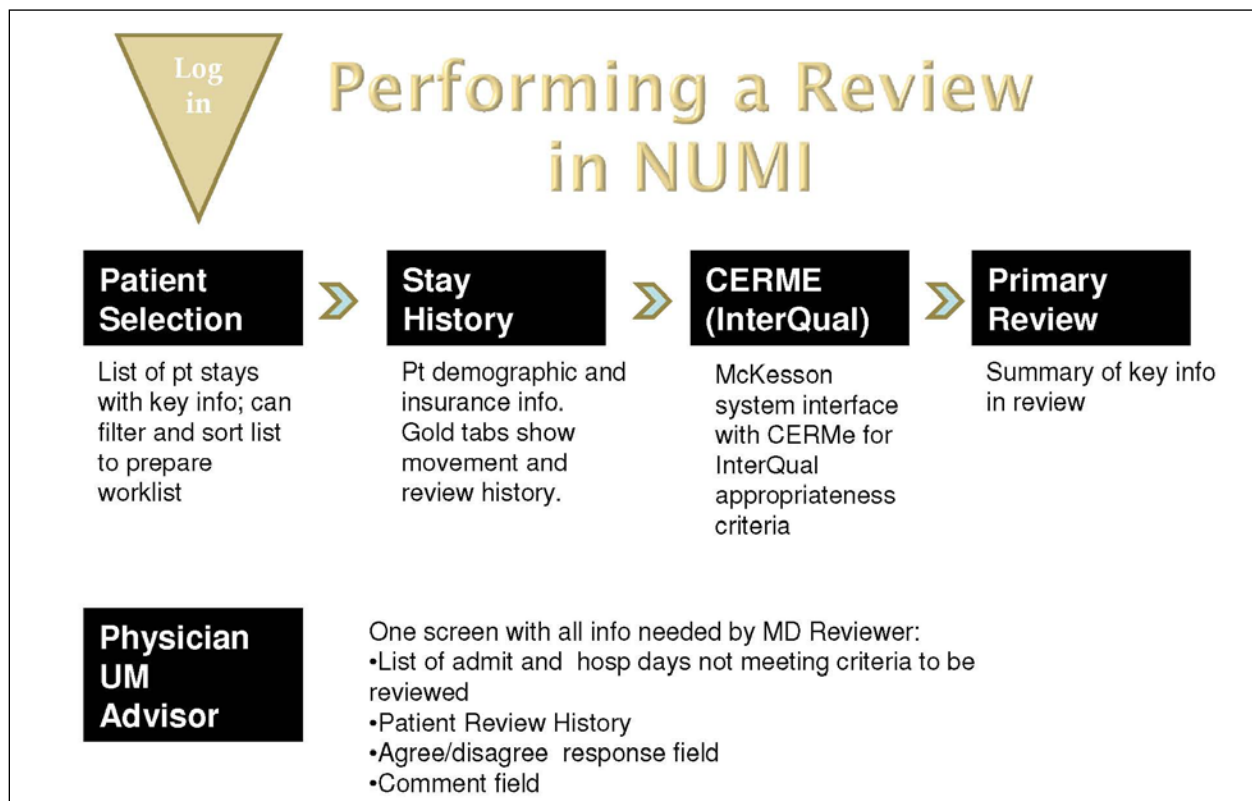 Log
in
Performing a Review
in NUMI
Patient
Selection
List of pt stays
with key info; can
filter and sort list
to prepare
worklist
Stay
History
Pt demographic and
insurance info.
Gold tabs show
movement and
review history.
CERME
(InterQual)
McKesson
system interface
with CERMe for
InterQual
appropriateness
criteria
Primary
Review
Summary of key info
in review
Physician
UM
Advisor
One screen with all info needed by MD Reviewer:
•List of admit and hosp days not meeting criteria to be
reviewed
•Patient Review History
•Agree/disagree response field
•Comment field